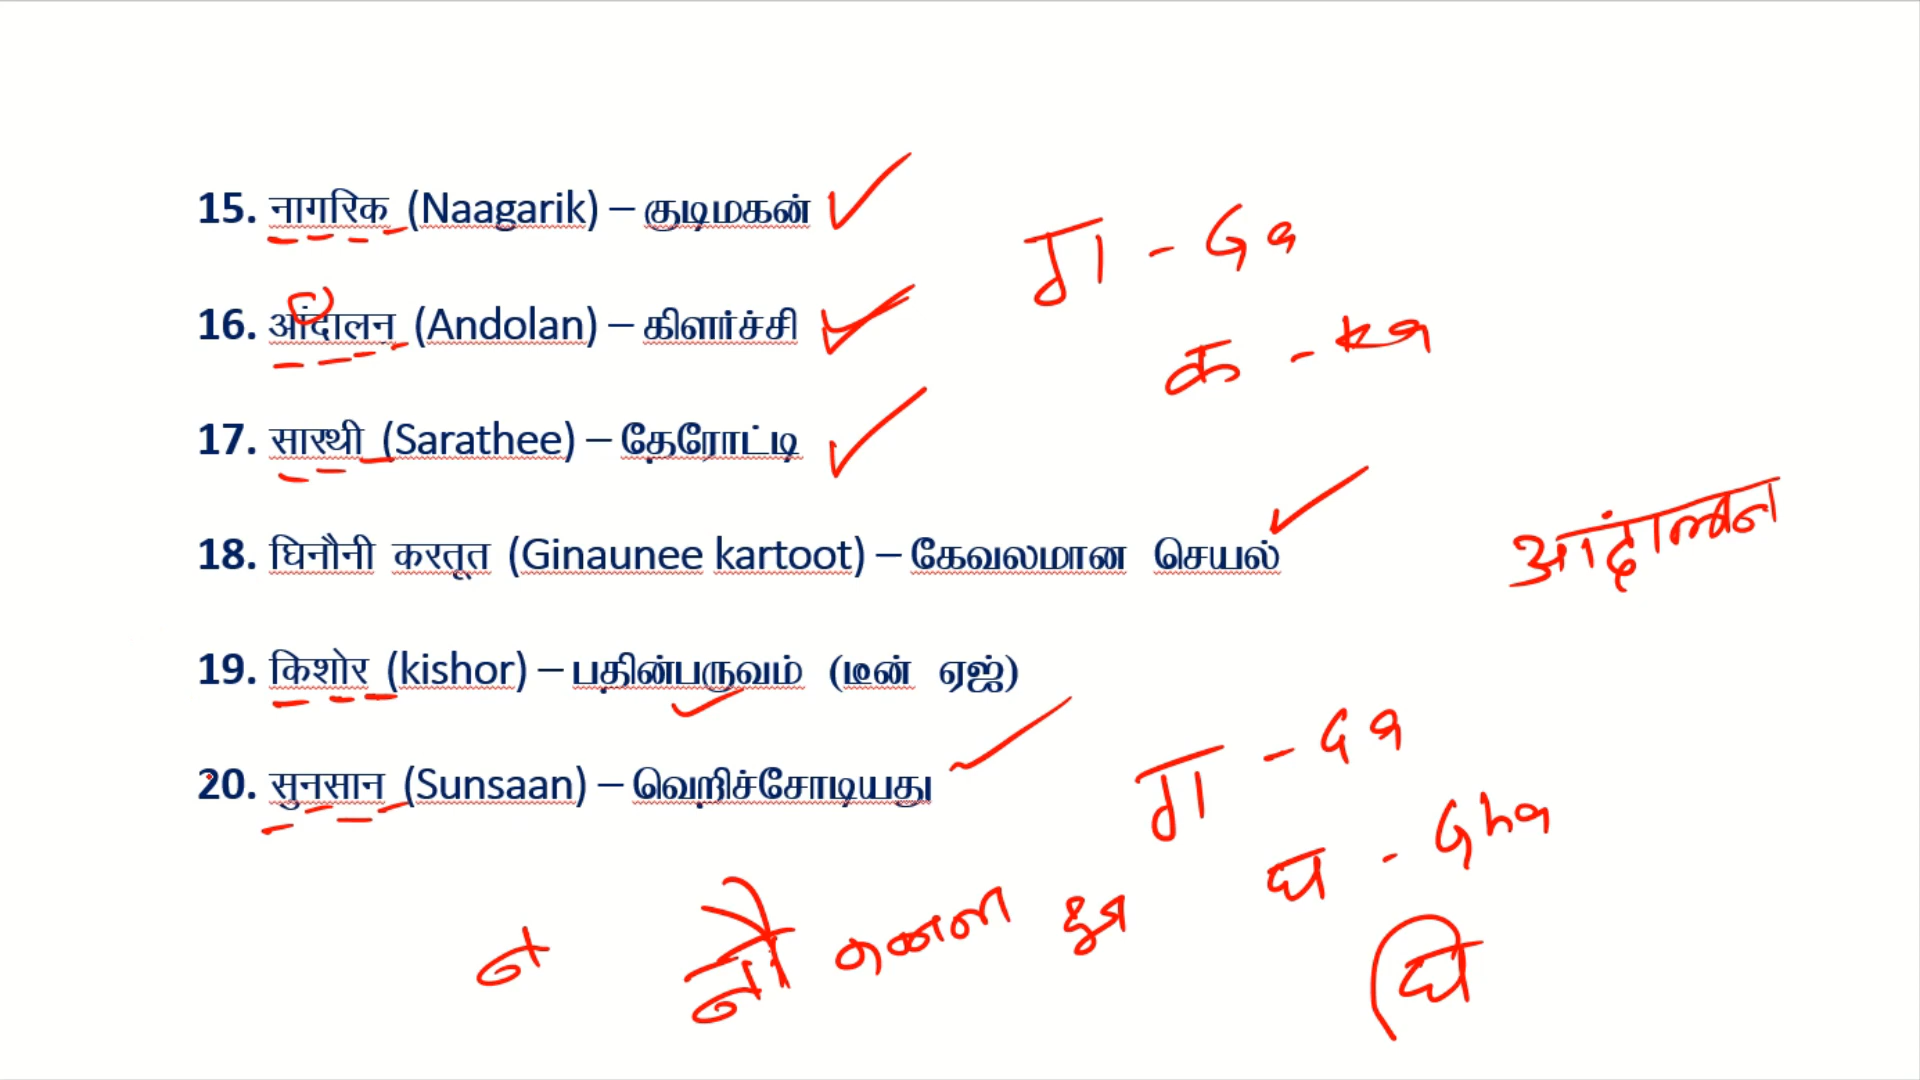 15. नागरिक (Naagarik) – குடிமகன்
ग - Ga
16. आंदालन (Andolan) – கிளர்ச்சி
क - ka
17. सारथी (Sarathee) – தேரோட்டி
18. घिनौनी करतूत (Ginaunee kartoot) – கேவலமான செயல்
19. किशोर (kishor) – பதின்பருவம் (டீன் ஏஜ்)
ग - Ga
20. सुनसान (Sunsaan) – வெறிச்சோடியது
घ - Gha
न
नौ
घि